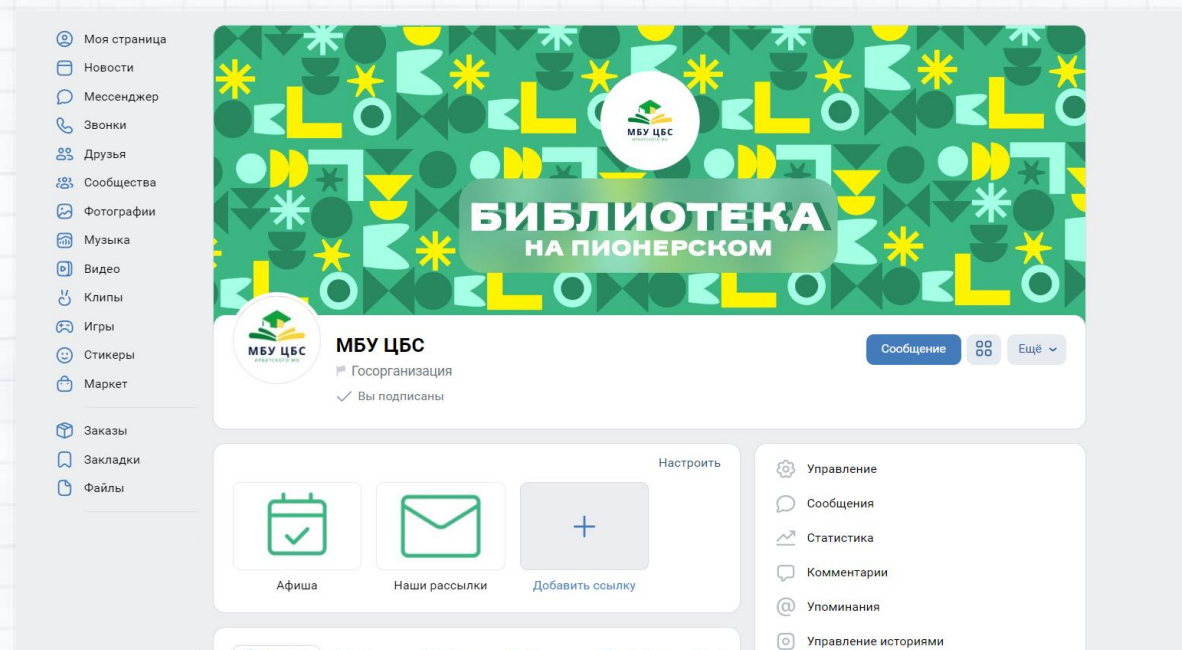 Моя страница
Новости
Мессенджер
Звонки
Друзья
Сообщества
Фотографии
Музыка
Видео
Клипы
Игры
Стикеры
Маркет
Заказы
Закладки
Файлы
МБУ ЦБС
БИБЛИОТЕКА
НА ПИОНЕРСКОМ
МБУ ЦБС
МБУ ЦБС
Госорганизация
Вы подписаны
Сообщение
Ещё
Настроить
Афиша
Наши рассылки
Добавить ссылку
Управление
Сообщения
Статистика
Комментарии
Упоминания
Управление историями